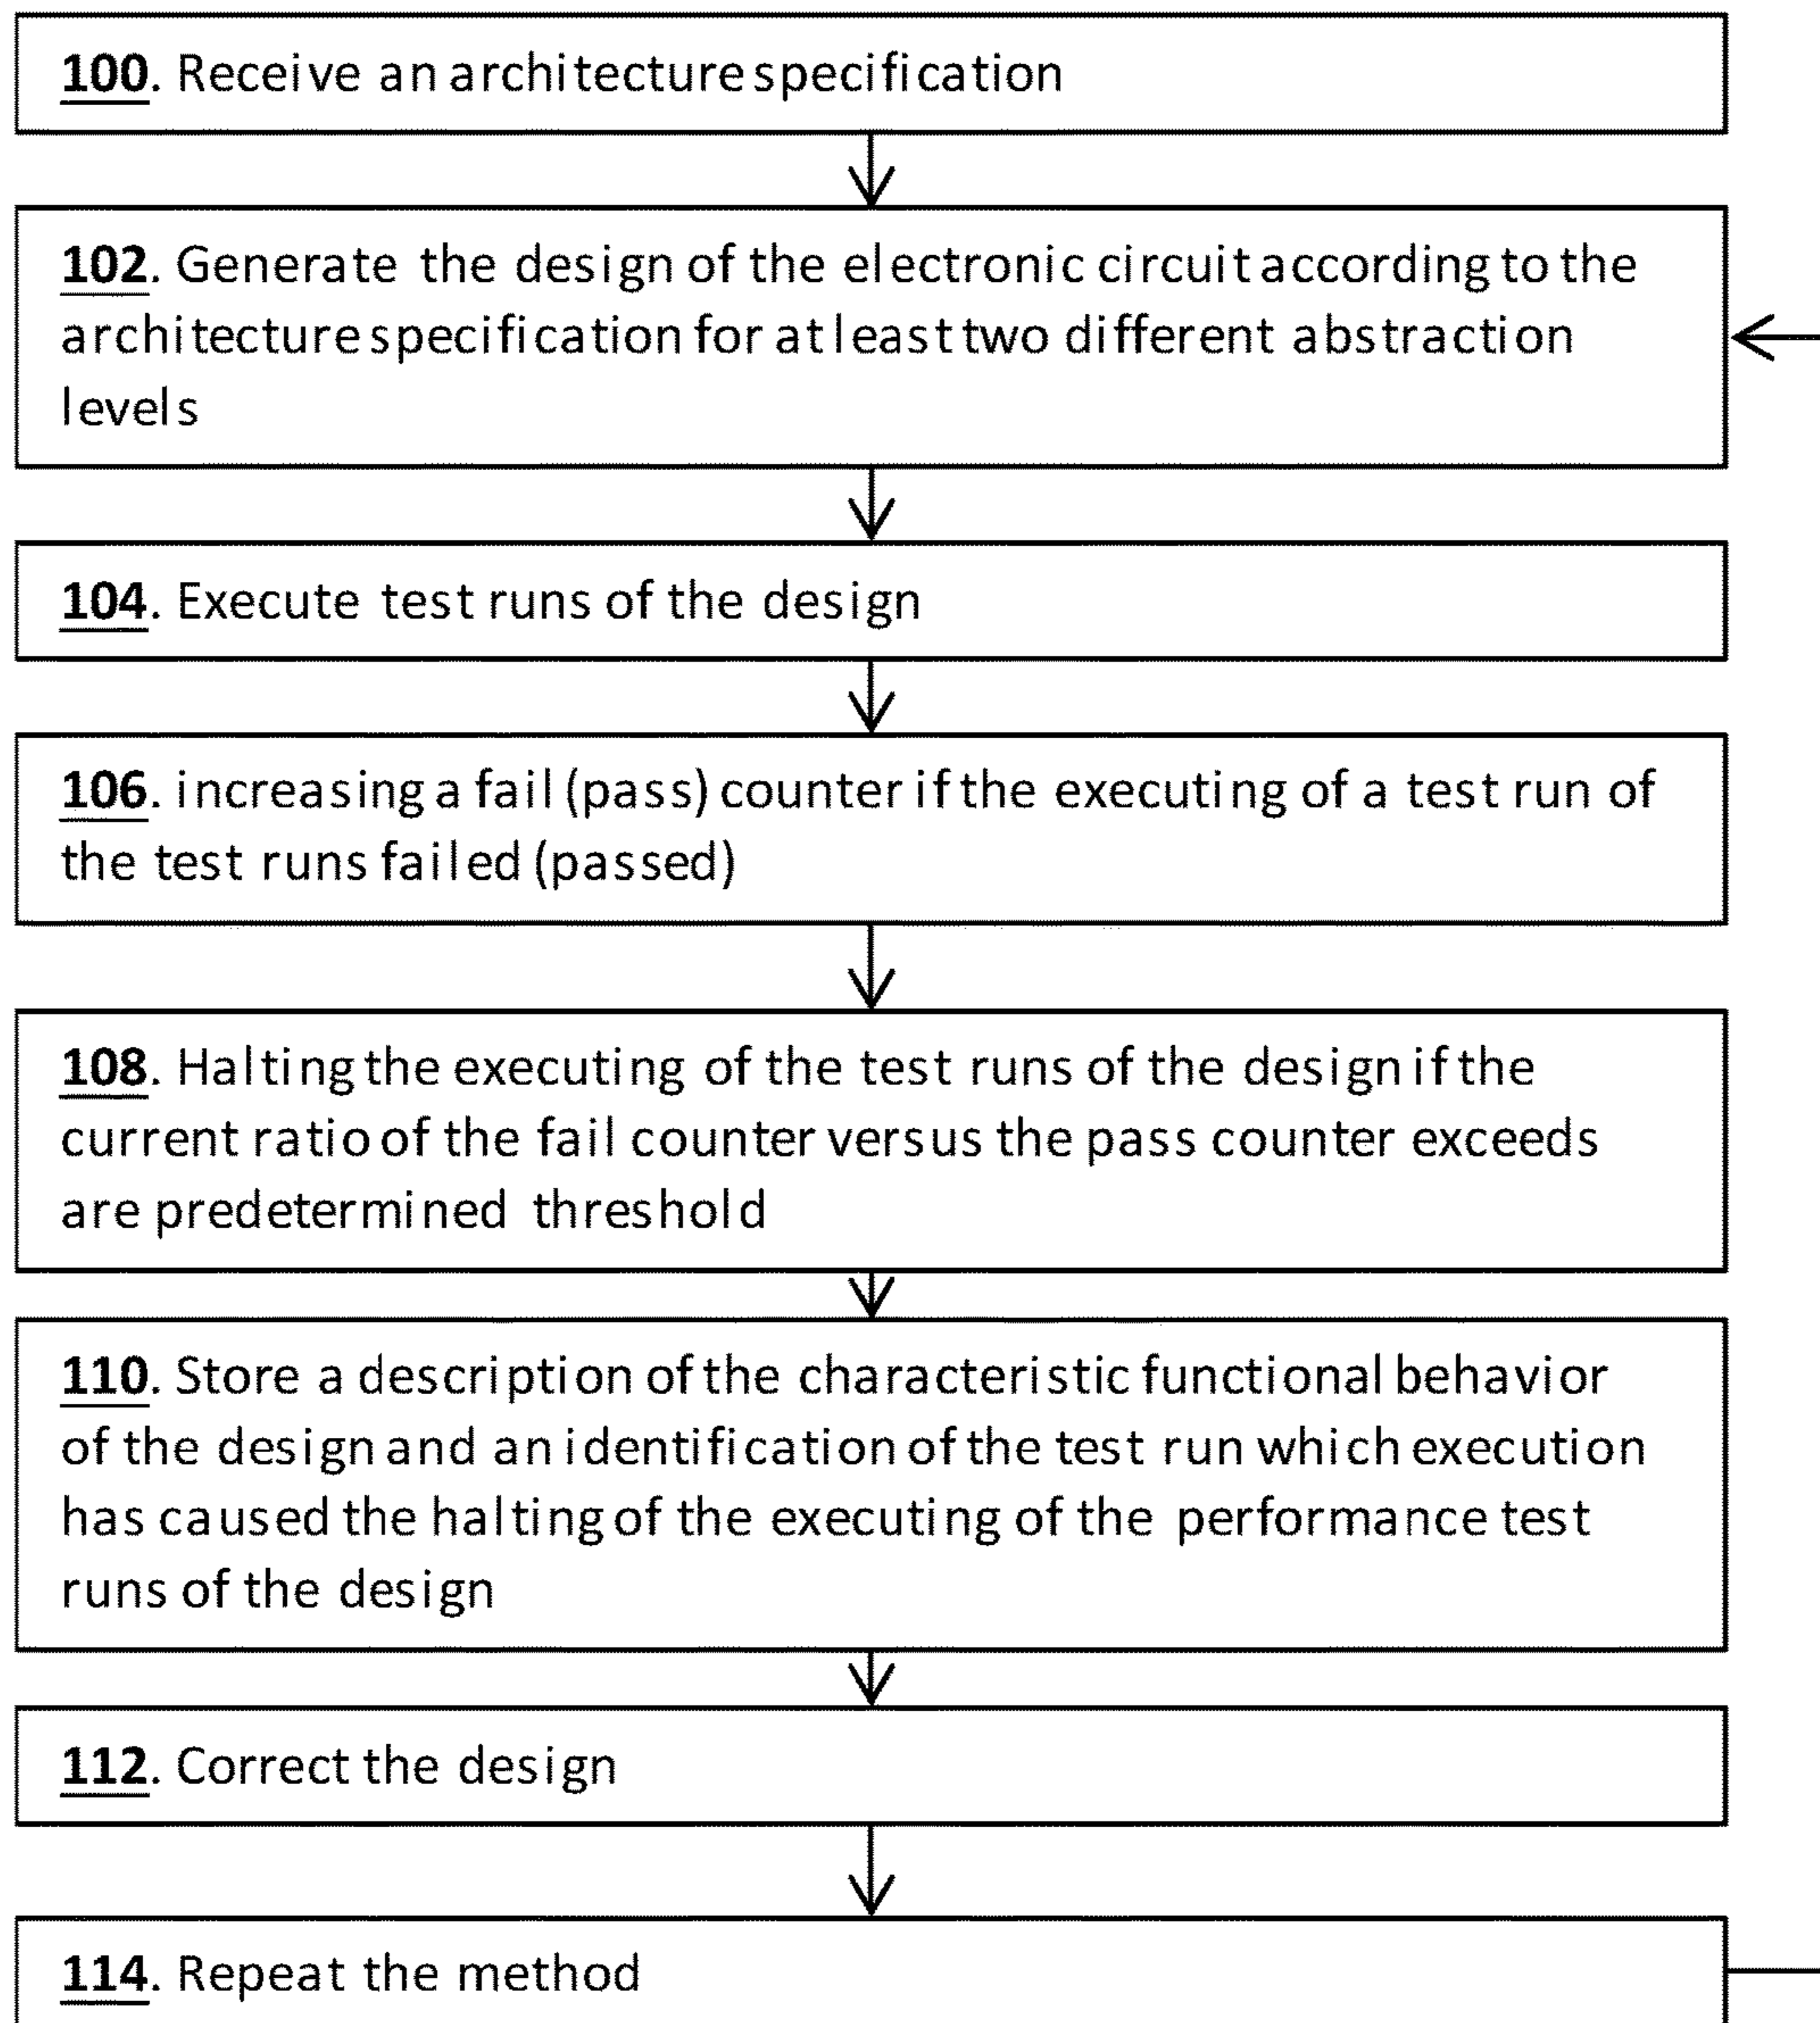 100. Receive an architecture specification
102. Generate the design of the electronic circuit according to the
architecture specification for at least two different abstraction
levels
104. Execute test runs of the design
106. increasing a fail (pass) counter if the executing of a test run of
the test runs failed (passed)
108. Halting the executing of the test runs of the design if the
current ratio of the fail counter versus the pass counter exceeds
are predetermined threshold
110. Store a description of the characteristic functional behavior
of the design and an identification of the test run which execution
has caused the halting of the executing of the performance test
runs of the design
112. Correct the design
114. Repeat the method